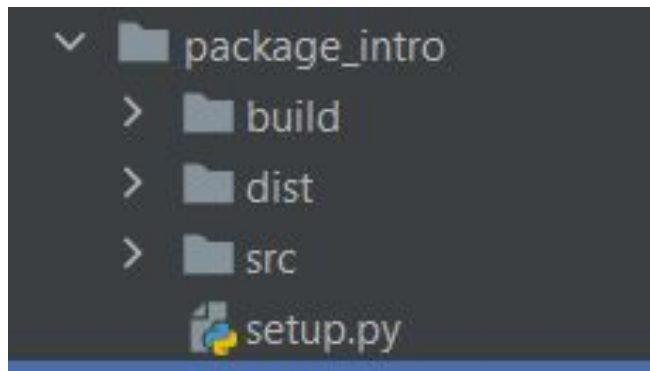 package_intro
build
dist
src
setup.py